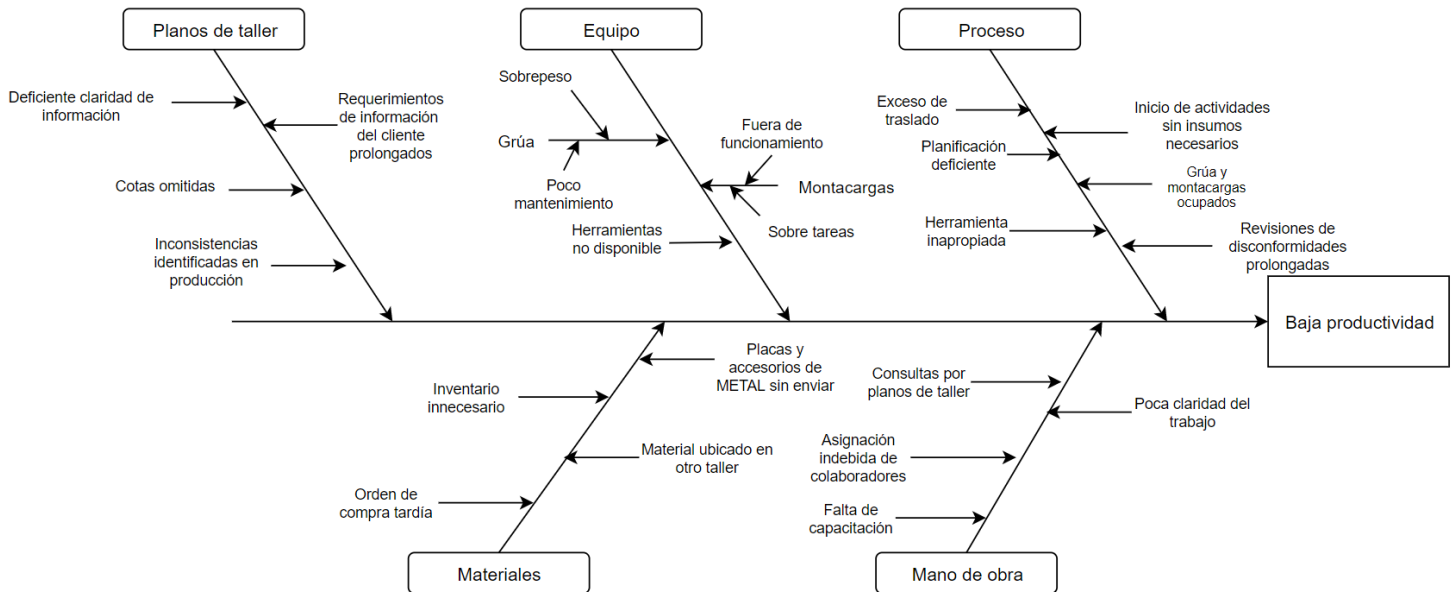 Planos de taller
Equipo
Proceso
Deficiente claridad de
información
Requerimientos
de información
del cliente
prolongados
Cotas omitidas
Inconsistencias
identificadas en
producción
Sobrepeso
Grúa
Poco
mantenimiento
Fuera de
funcionamiento
Montacargas
Sobre tareas
Herramientas
no disponible
Exceso de
traslado
Inicio de actividades
sin insumos
necesarios
Planificación
deficiente
Grúa y
montacargas
ocupados
Herramienta
inapropiada
Revisiones de
disconformidades
prolongadas
Baja productividad
Placas y
accesorios de
METAL sin enviar
Inventario
innecesario
Material ubicado en
otro taller
Orden de
compra tardía
Consultas por
planos de taller
Poca claridad del
trabajo
Asignación
indebida de
colaboradores
Falta de
capacitación
Materiales
Mano de obra